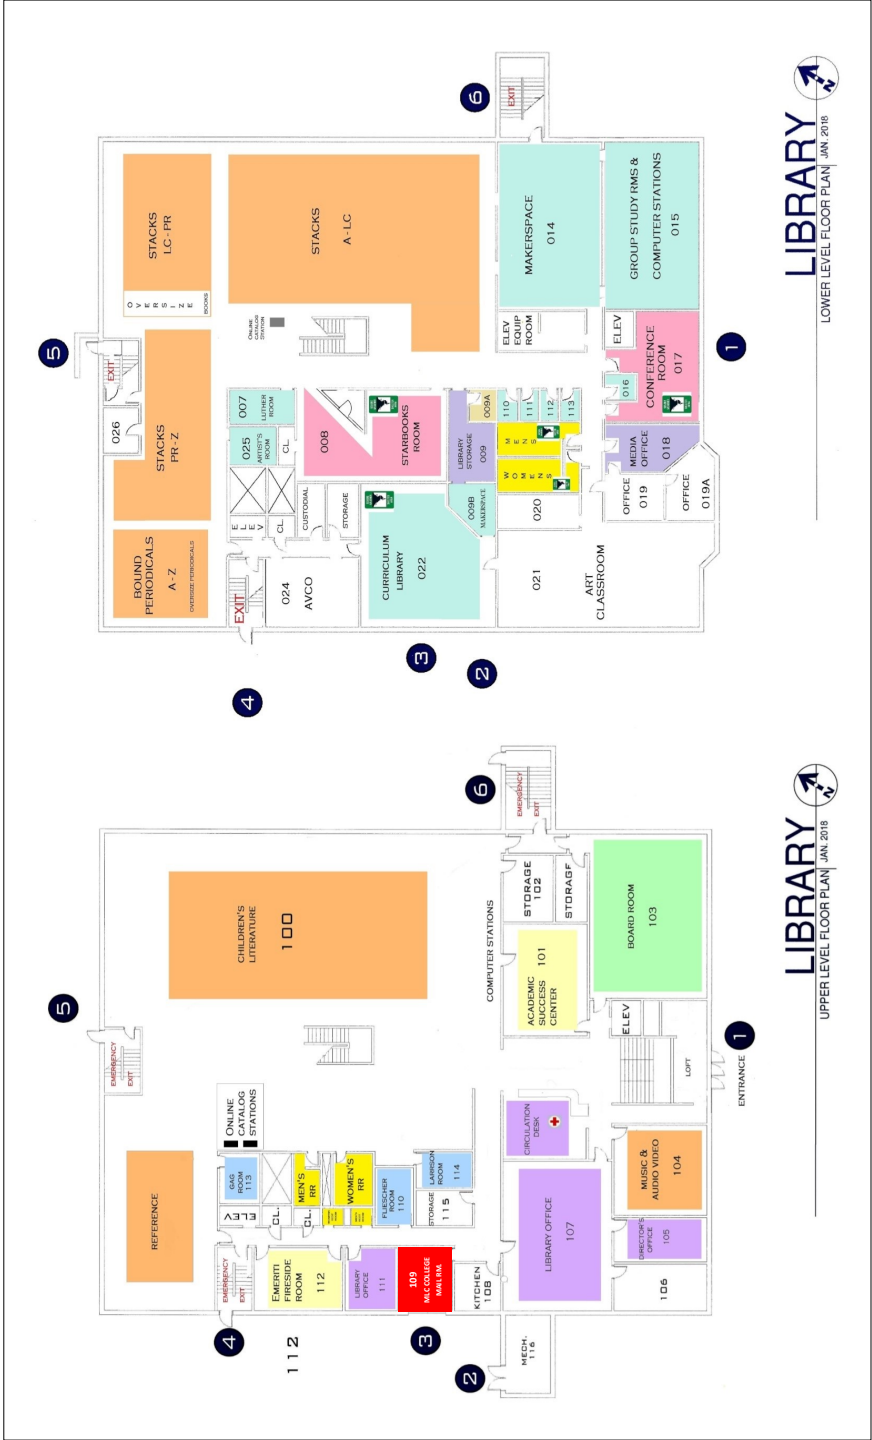 LIBRARY
LOWER LEVEL FLOOR PLAN
JAN. 2018
N
6
EXIT
STACKS
LC - PR
STACKS
A - LC
MAKERSPACE
014
GROUP STUDY RMS &
COMPUTER STATIONS
015
OVERSIZE
BOOKS
ONLINE
CATALOG
STATION
ELEV
EQUIP
ROOM
ELEV
5
EXIT
1
026
STACKS
PR - Z
007
LUTHER
ROOM
025
ARTIST'S
ROOM
CL.
008
STARBOOKS
ROOM
LIBRARY
STORAGE
009
009A
110
111
112
113
MENS
WOMENS
016
CONFERENCE
ROOM
017
MEDIA
OFFICE
018
OFFICE
019
OFFICE
019A
ELEV
CL.
CUSTODIAL
STORAGE
009B
MAKERSPACE
020
BOUND
PERIODICALS
A - Z
OVERSIZE PERIODICALS
EXIT
024
AVCO
CURRICULUM
LIBRARY
022
021
ART
CLASSROOM
4
3
2
LIBRARY
UPPER LEVEL FLOOR PLAN
JAN. 2018
N
6
EMERGENCY
EXIT
CHILDREN'S
LITERATURE
100
COMPUTER STATIONS
STORAGE
102
STORAGE
BOARD ROOM
103
101
ACADEMIC
SUCCESS
CENTER
5
EMERGENCY
EXIT
ELEV
LOFT
1
ENTRANCE
ONLINE
CATALOG
STATIONS
CIRCULATION
DESK
REFERENCE
GAG
ROOM
113
ELEV
MEN'S
RR
CL.
CL.
WOMEN'S
RR
FLIESCHER
ROOM
110
LARRISON
ROOM
114
STORAGE
115
MUSIC &
AUDIO VIDEO
104
LIBRARY OFFICE
107
DIRECTOR'S
OFFICE
105
106
EMERGENCY
EXIT
EMERITI
FIRESIDE
ROOM
112
LIBRARY
OFFICE
111
109
MLC COLLEGE
MAIL RM.
KITCHEN
108
MECH.
116
4
112
3
2